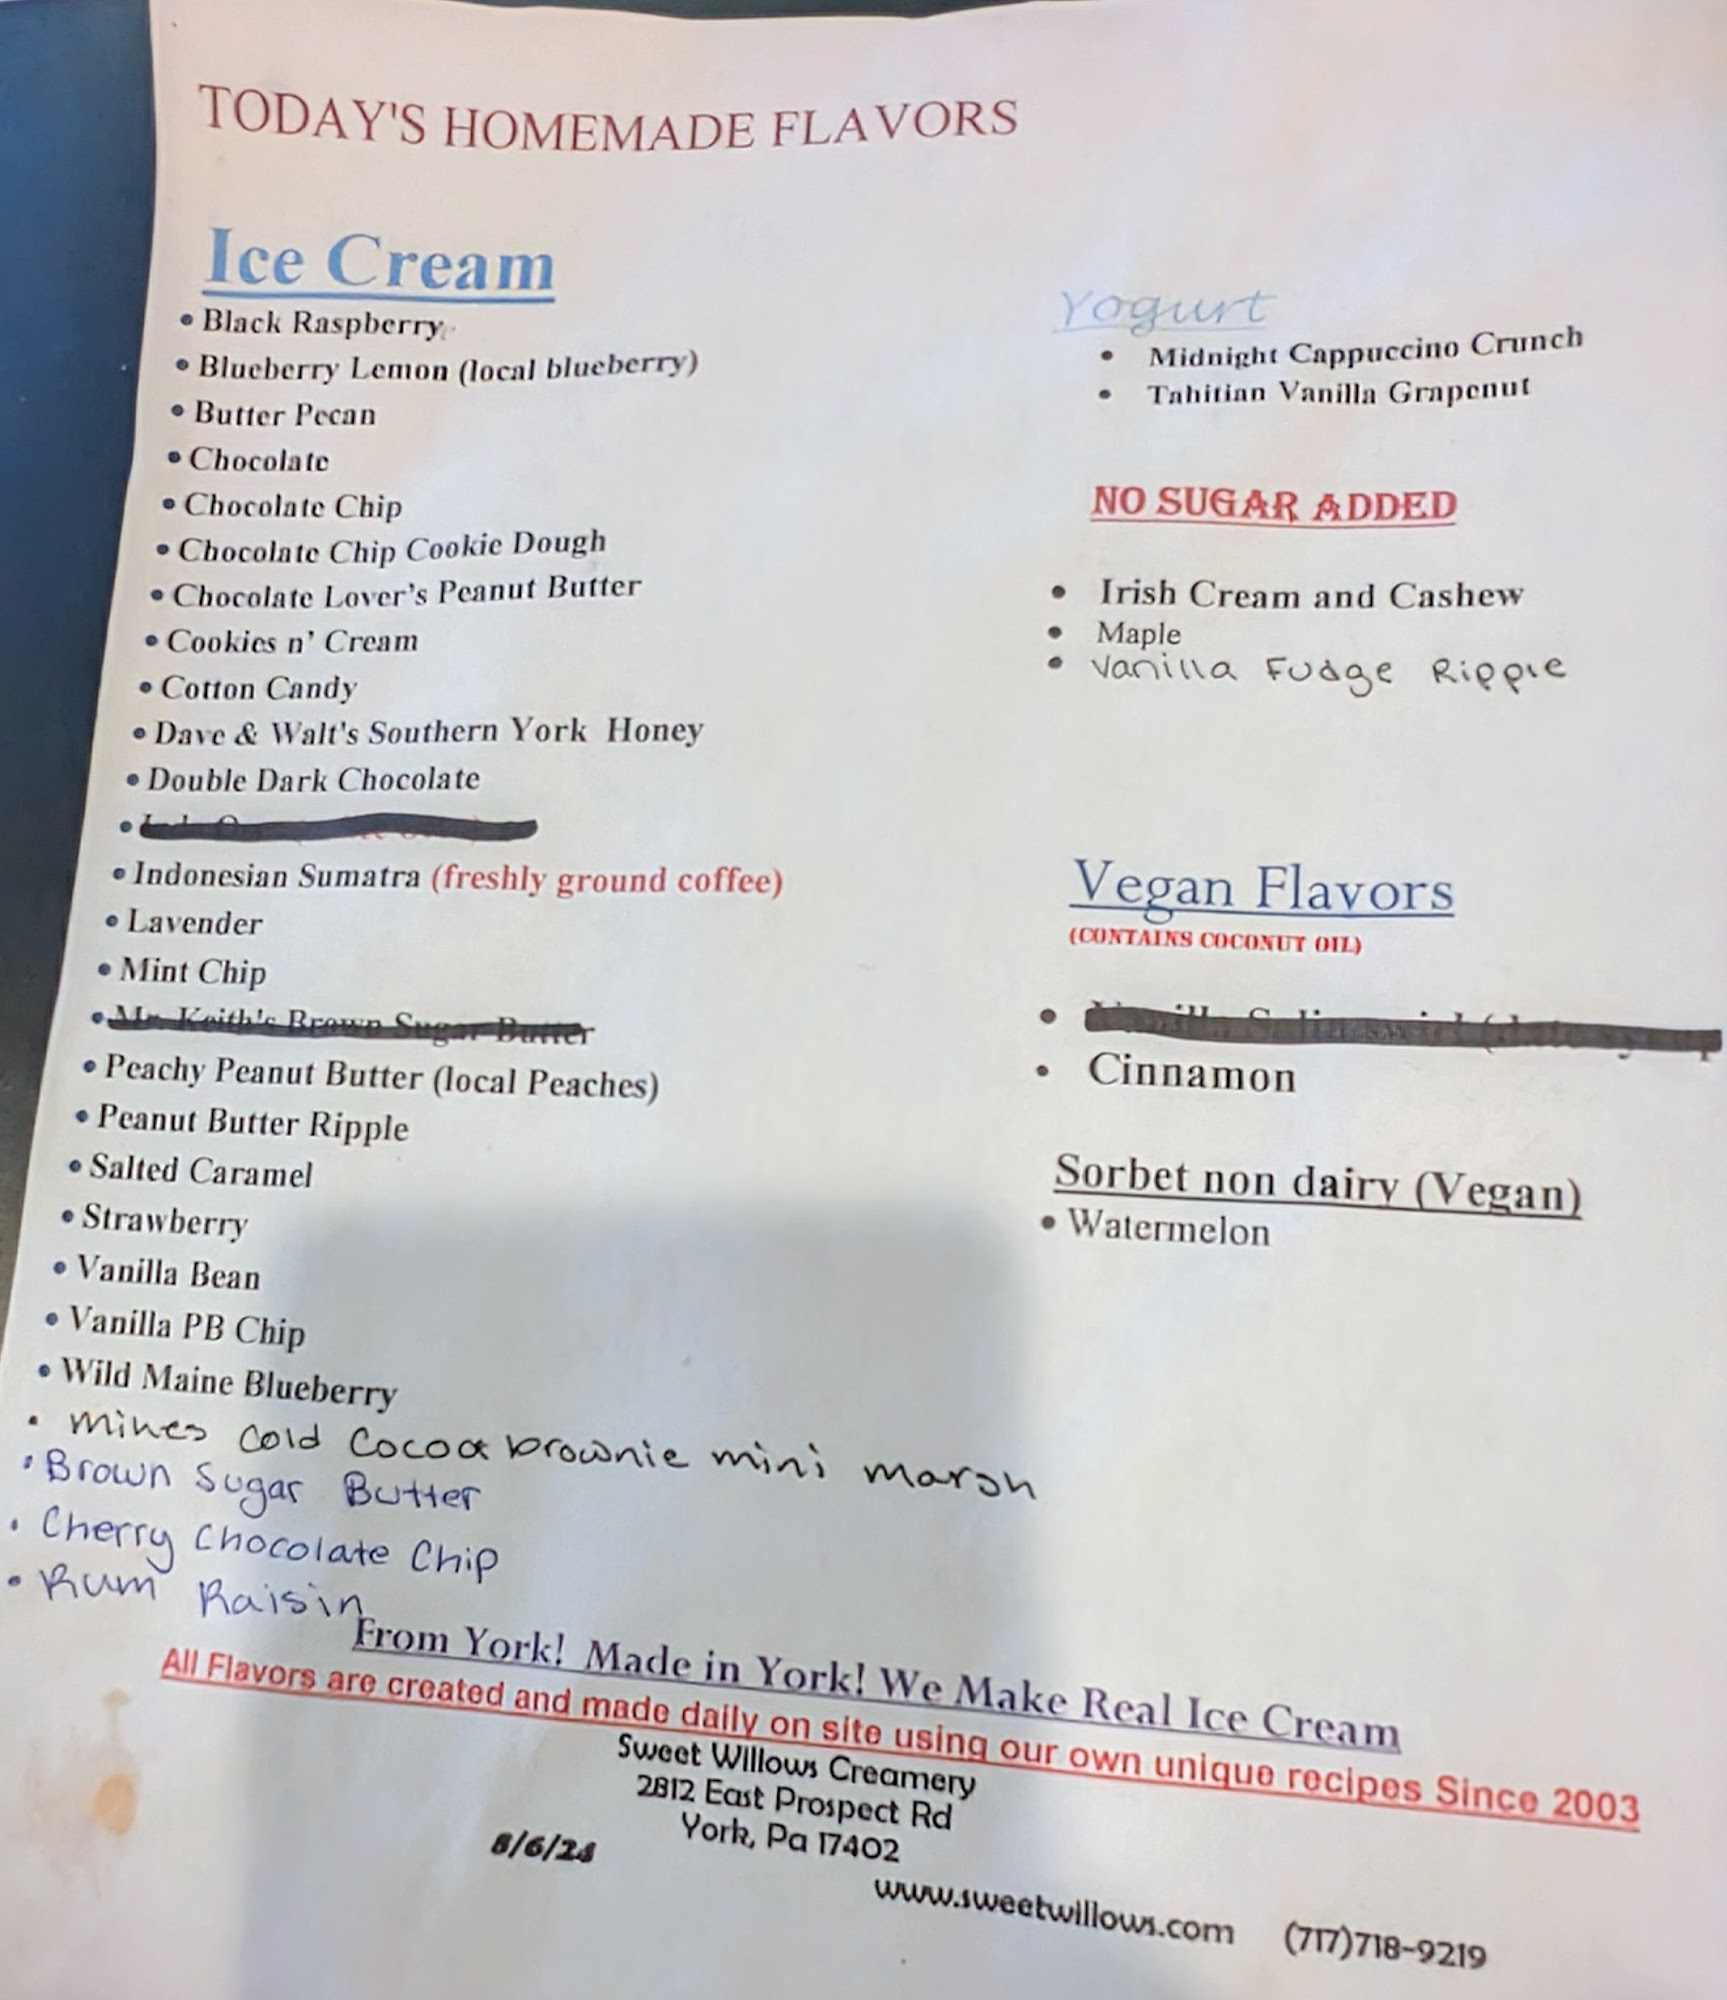 TODAY'S HOMEMADE FLAVORS
Ice Cream
• Black Raspberry
• Blueberry Lemon (local blueberry)
• Butter Pecan
• Chocolate
• Chocolate Chip
• Chocolate Chip Cookie Dough
• Chocolate Lover's Peanut Butter
• Cookies n' Cream
• Cotton Candy
• Dave & Walt's Southern York Honey
• Double Dark Chocolate
• Indonesian Sumatra (freshly ground coffee)
• Lavender
• Mint Chip
• Mr. Keith's Brown Sugar Butter
• Peachy Peanut Butter (local Peaches)
• Peanut Butter Ripple
• Salted Caramel
• Strawberry
• Vanilla Bean
• Vanilla PB Chip
• Wild Maine Blueberry
• cold cocoa brownie mini marsh
• Brown Sugar Butter
• Cherry Chocolate Chip
• Rum Raisin
Yogurt
• Midnight Cappuccino Crunch
• Tahitian Vanilla Grapenut
NO SUGAR ADDED
• Irish Cream and Cashew
• Maple
• Vanilla Fudge Ripple
Vegan Flavors
(CONTAINS COCONUT OIL)
• Cinnamon
Sorbet non dairy (Vegan)
• Watermelon
From York! Made in York! We Make Real Ice Cream
All Flavors are created and made daily on site using our own unique recipes Since 2003
Sweet Willows Creamery
2812 East Prospect Rd
York, Pa 17402
8/6/24
www.sweetwillows.com (717)718-9219